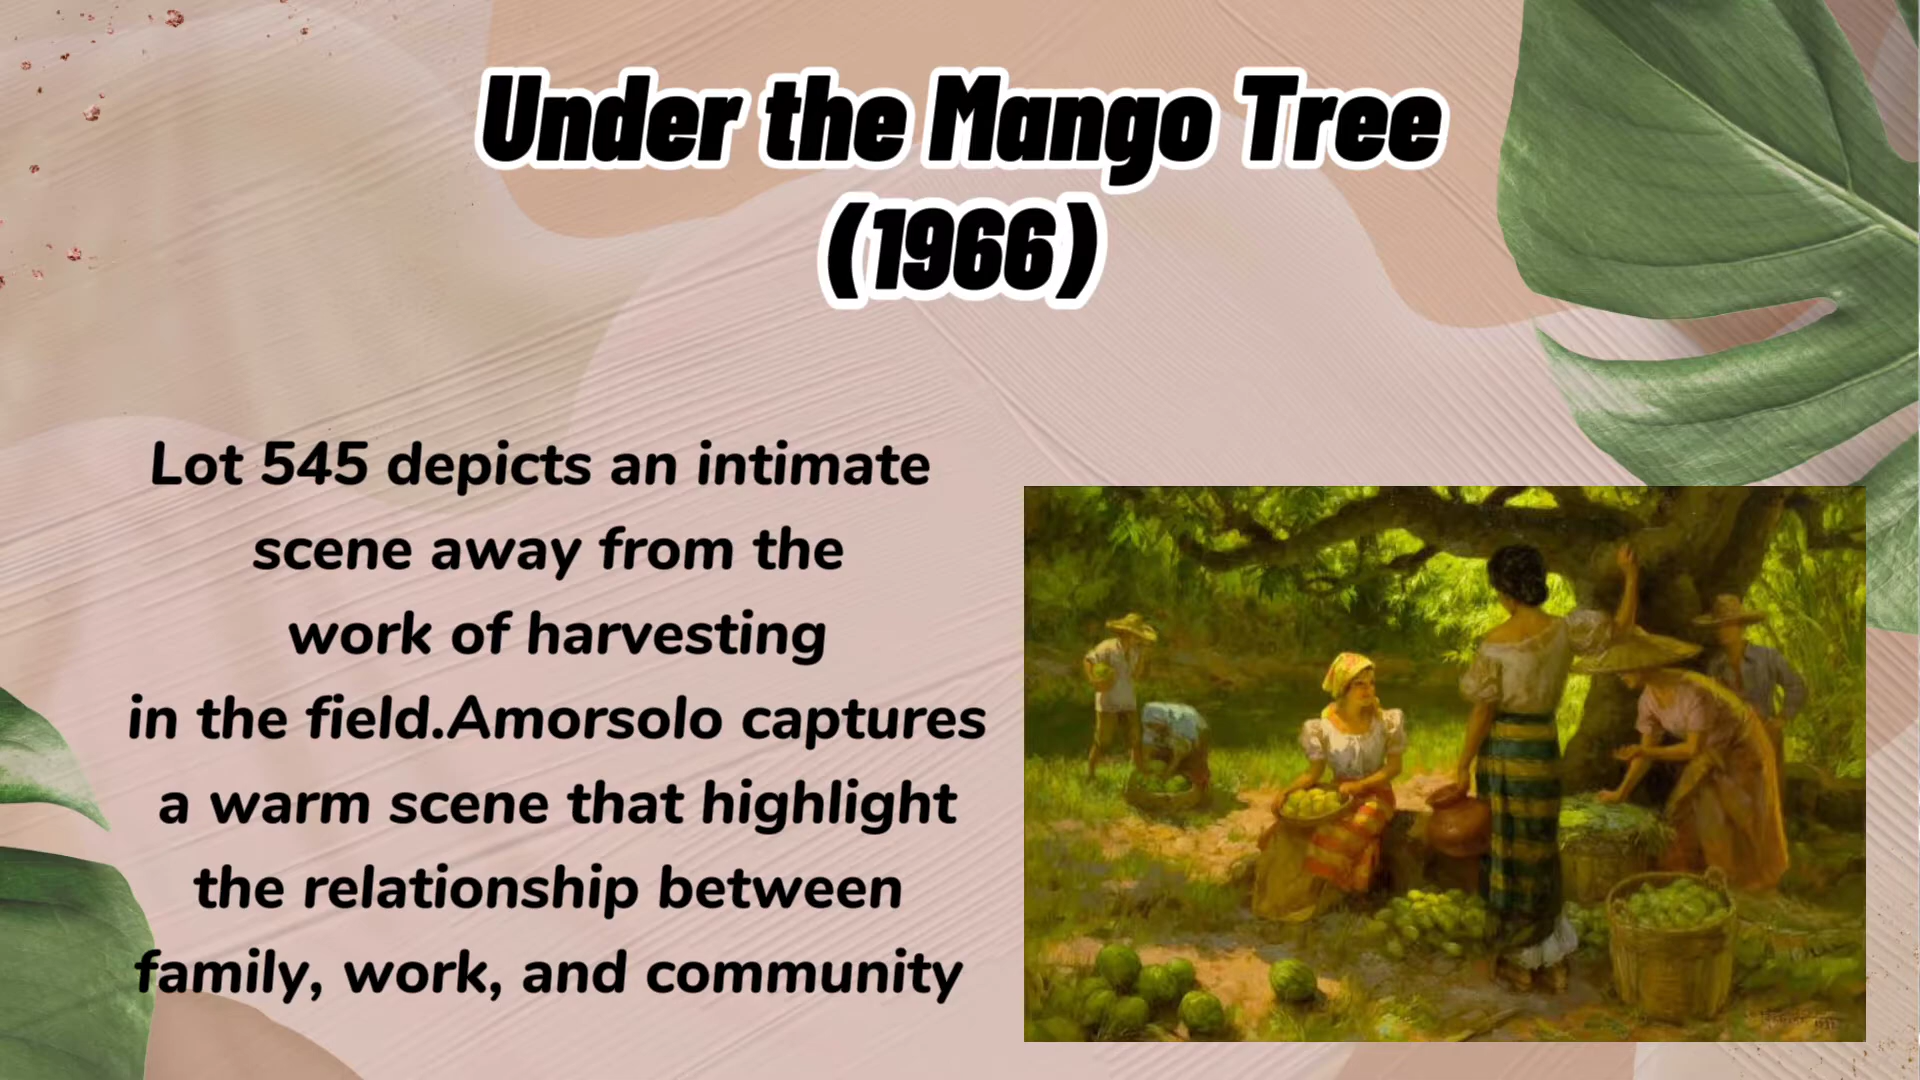 Under the Mango Tree
(1966)
Lot 545 depicts an intimate
scene away from the
work of harvesting
in the field.Amorsolo captures
a warm scene that highlight
the relationship between
family, work, and community